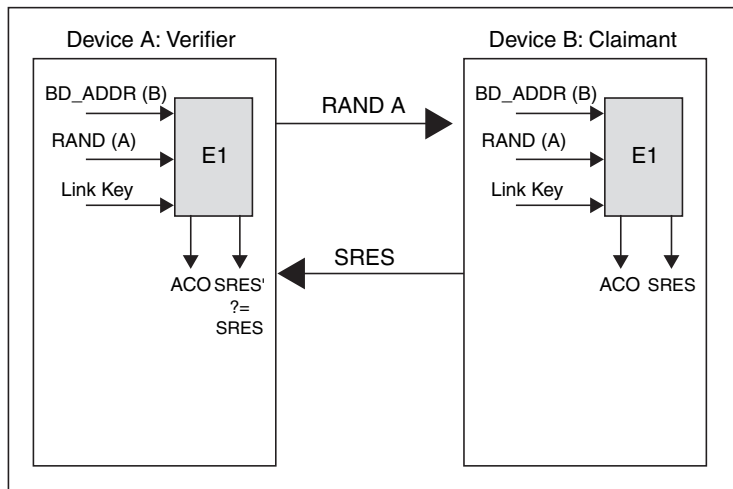 Device A: Verifier
BD_ADDR (B)
RAND (A)
Link Key
E1
ACO
SRES'
?=
SRES
RAND A
SRES
Device B: Claimant
BD_ADDR (B)
RAND (A)
Link Key
E1
ACO
SRES